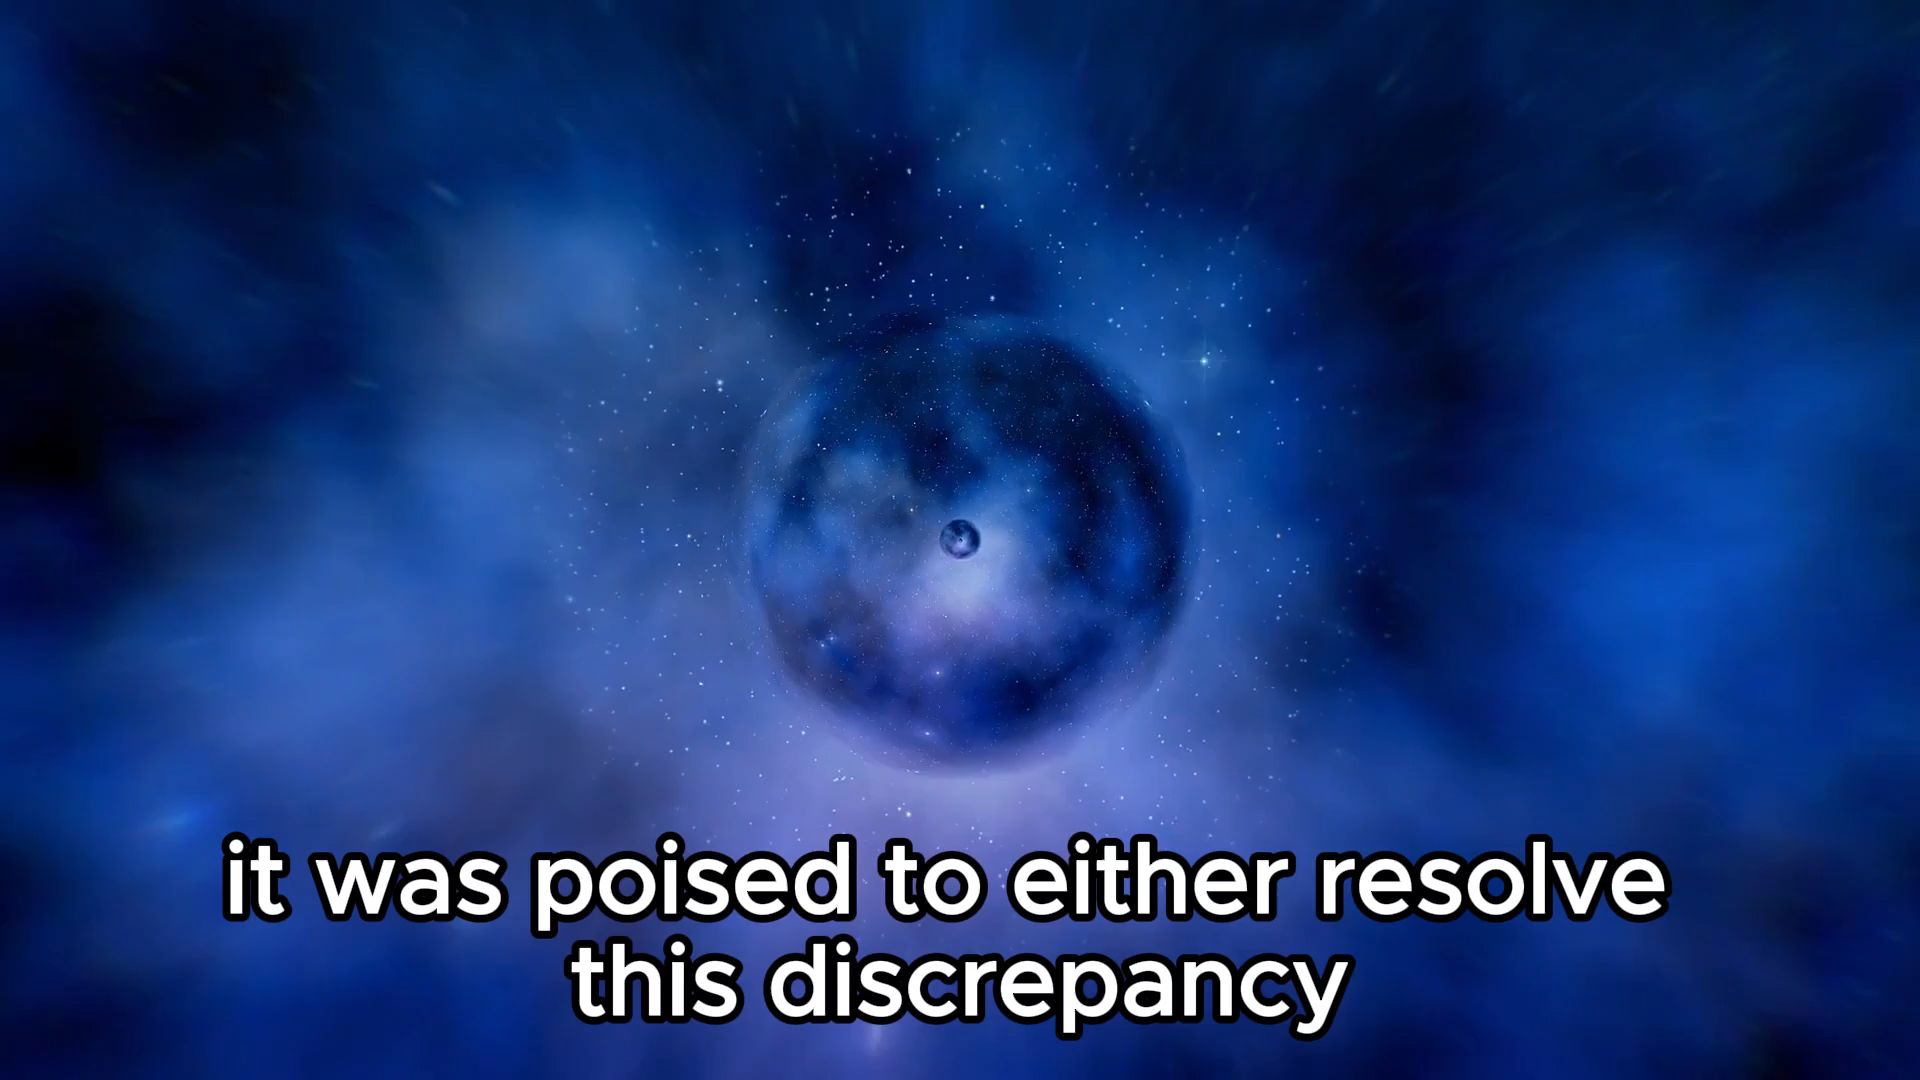 it was poised to either resolve
this discrepancy